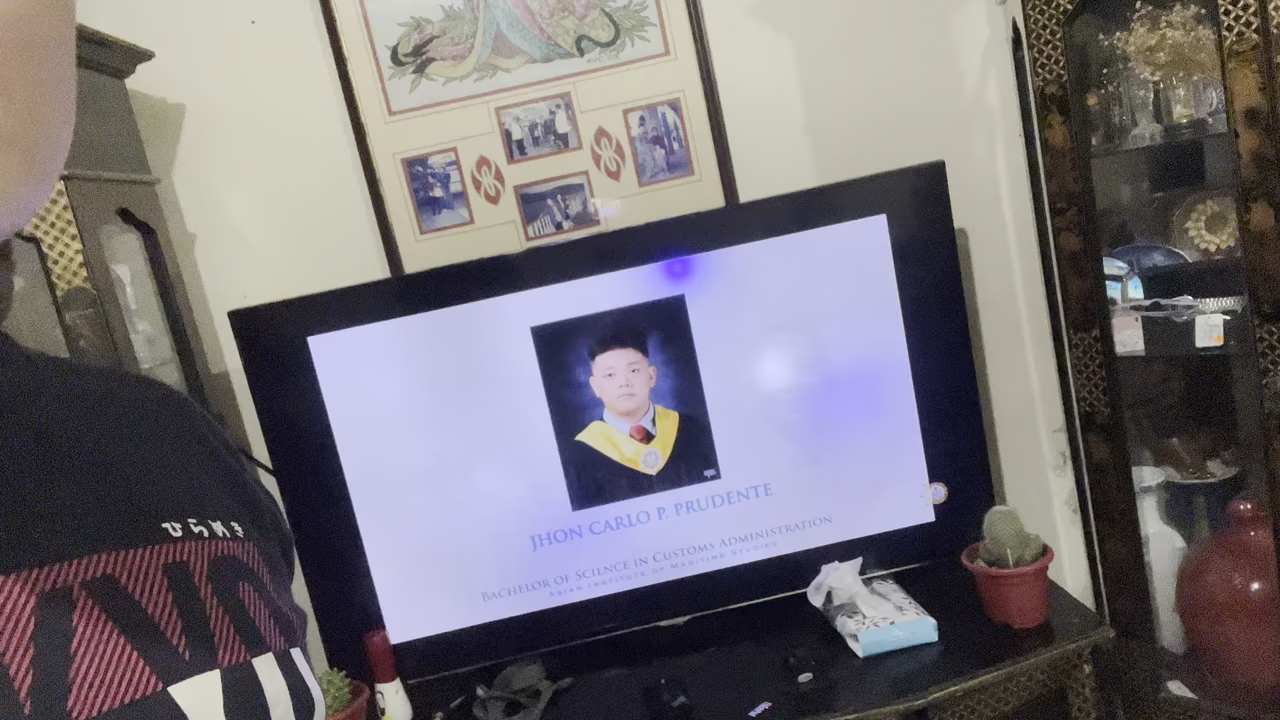 JHON CARLO P. PRUDENTE
BACHELOR OF SCIENCE IN CUSTOMS ADMINISTRATION
ASIAN INSTITUTE OF MARITIME STUDIES
ひらめき